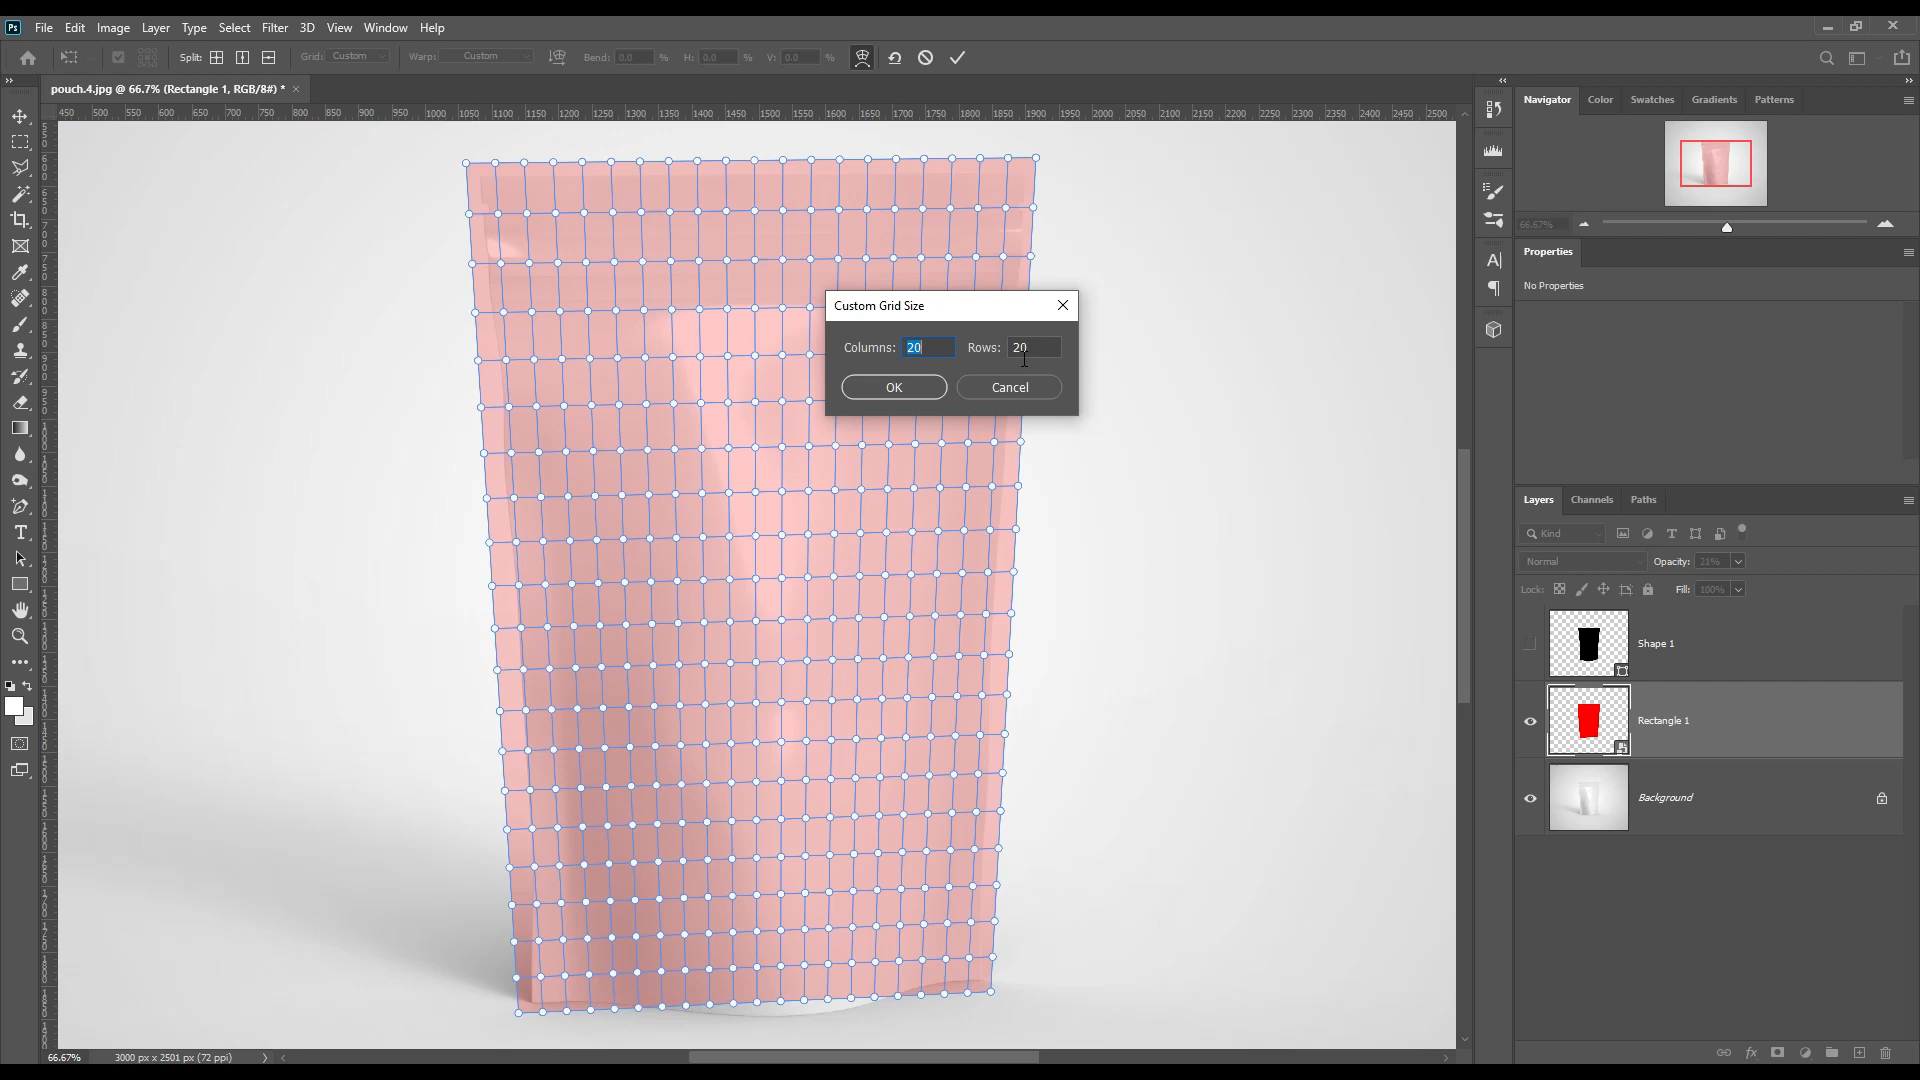 Ps File Edit Image Layer Type Select Filter 3D View Window Help
Split: Grid: Custom Warp: Custom Bend: 0.0 % H: 0.0 % V: 0.0 %
pouch.4.jpg @ 66.7% (Rectangle 1, RGB/8#) * ×
450 500 550 600 650 700 750 800 850 900 950 1000 1050 1100 1150 1200 1250 1300 1350 1400 1450 1500 1550 1600 1650 1700 1750 1800 1850 1900 1950 2000 2050 2100 2150 2200 2250 2300 2350 2400 2450 2500
Navigator Color Swatches Gradients Patterns
66.67%
Properties
No Properties
Custom Grid Size
Columns: 20 Rows: 20
OK Cancel
Layers Channels Paths
Kind
Normal Opacity: 21%
Lock: Fill: 100%
Shape 1
Rectangle 1
Background
66.67% 3000 px x 2501 px (72 ppi)